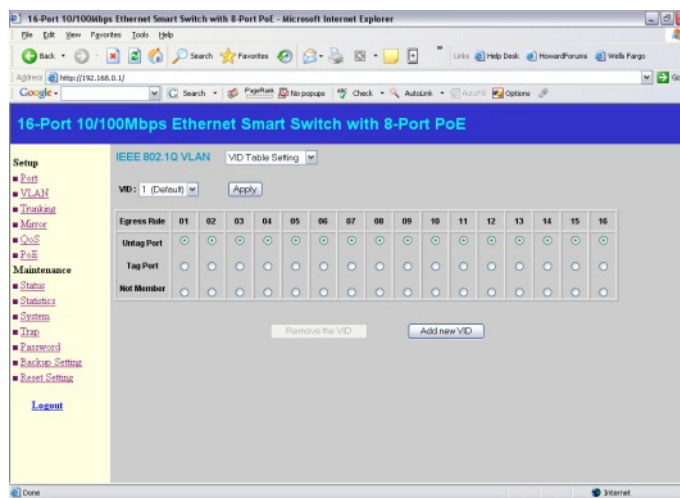 16-Port 10/100Mbps Ethernet Smart Switch with 8-Port PoE - Microsoft Internet Explorer
File Edit View Favorites Tools Help
Back Search Favorites Links Help Desk HowardForums Wells Fargo
Address http://192.168.0.1/ Go
Google Search PageRank No popups ABC Check AutoLink AutoFill Options
16-Port 10/100Mbps Ethernet Smart Switch with 8-Port PoE
Setup
Port
VLAN
Trunking
Mirror
QoS
PoE
Maintenance
Status
Statistics
System
Trap
Password
Backup Setting
Reset Setting
Logout
IEEE 802.1Q VLAN VID Table Setting
VID: 1 (Default) Apply
Egress Rule 01 02 03 04 05 06 07 08 09 10 11 12 13 14 15 16
Untag Port
Tag Port
Not Member
Remove the VID Add new VID
Done Internet